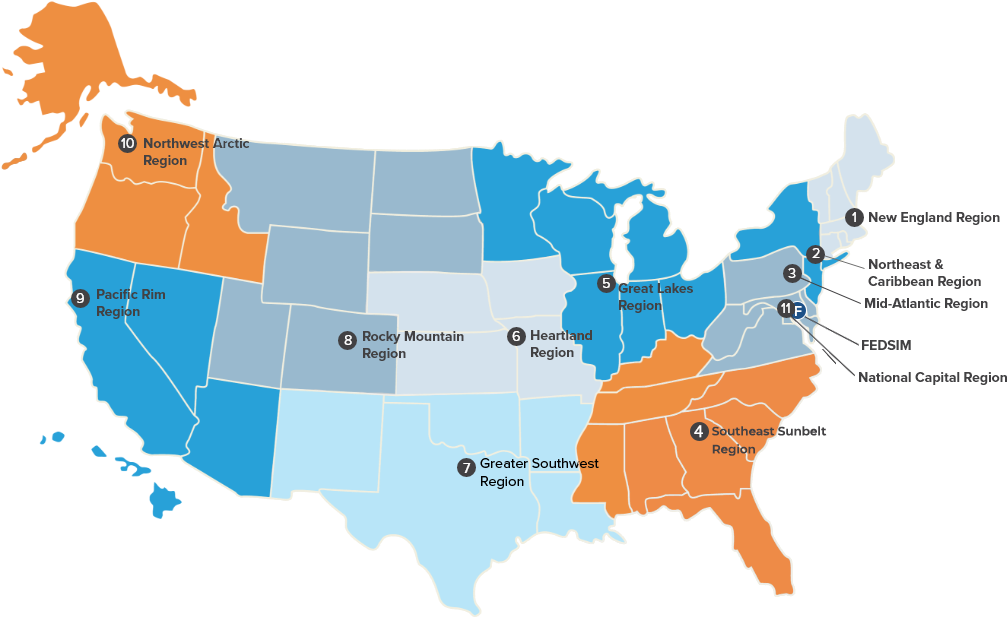 10 Northwest Arctic
Region
1 New England Region
2 Northeast &
Caribbean Region
3 Mid-Atlantic Region
9 Pacific Rim
Region
5 Great Lakes
Region
11 F
FEDSIM
8 Rocky Mountain
Region
6 Heartland
Region
National Capital Region
4 Southeast Sunbelt
Region
7 Greater Southwest
Region